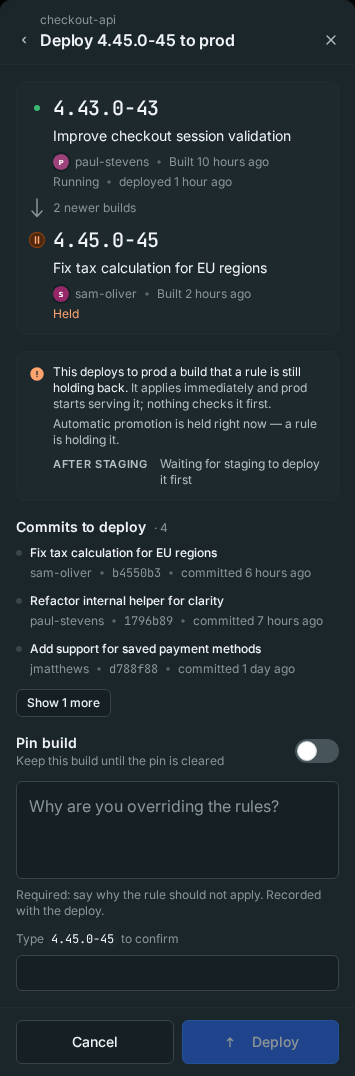 checkout-api
Deploy 4.45.0-45 to prod
4.43.0-43
Improve checkout session validation
P paul-stevens • Built 10 hours ago
Running • deployed 1 hour ago
2 newer builds
4.45.0-45
Fix tax calculation for EU regions
S sam-oliver • Built 2 hours ago
Held
This deploys to prod a build that a rule is still
holding back. It applies immediately and prod
starts serving it; nothing checks it first.
Automatic promotion is held right now — a rule
is holding it.
AFTER STAGING Waiting for staging to deploy
it first
Commits to deploy · 4
Fix tax calculation for EU regions
sam-oliver • b4550b3 • committed 6 hours ago
Refactor internal helper for clarity
paul-stevens • 1796b89 • committed 7 hours ago
Add support for saved payment methods
jmatthews • d788f88 • committed 1 day ago
Show 1 more
Pin build
Keep this build until the pin is cleared
Why are you overriding the rules?
Required: say why the rule should not apply. Recorded
with the deploy.
Type 4.45.0-45 to confirm
Cancel
Deploy